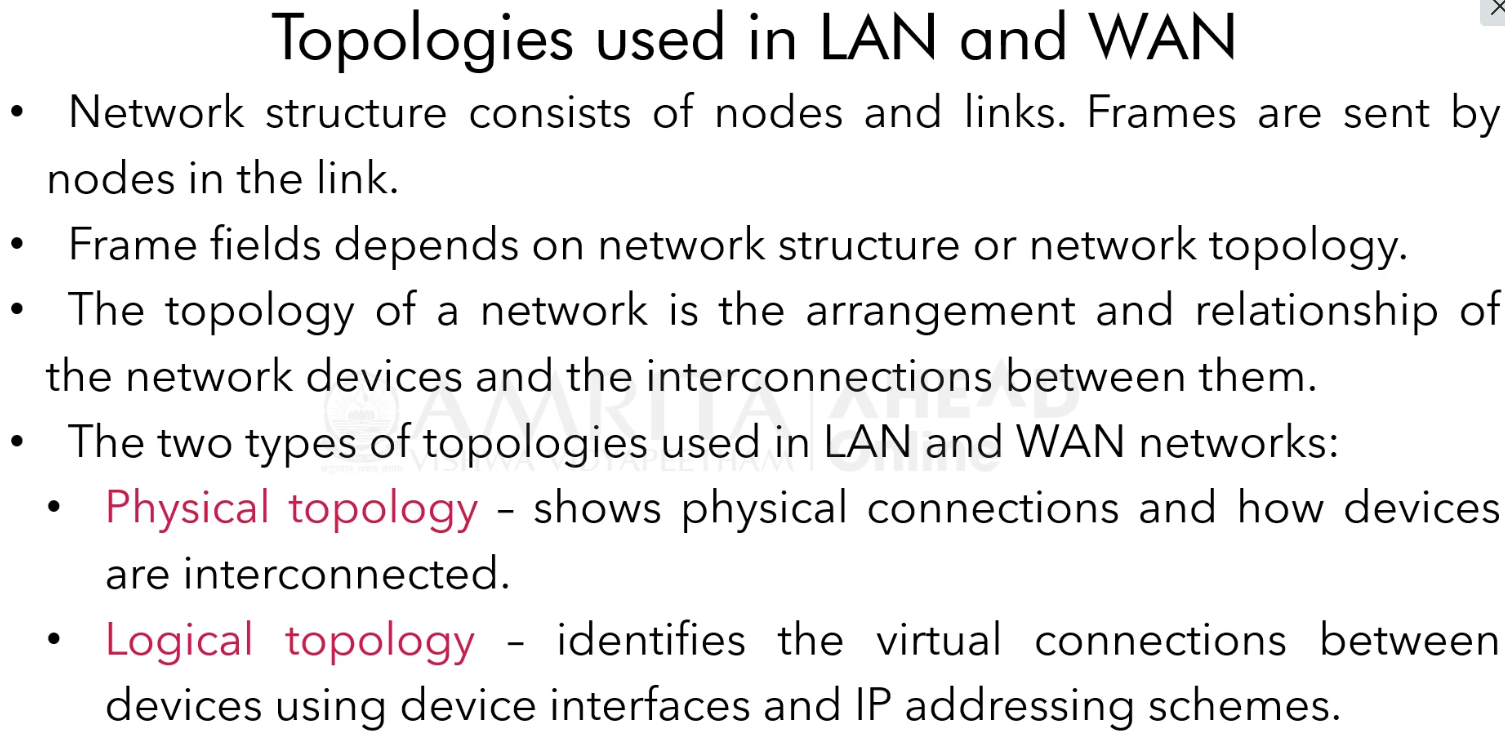 Topologies used in LAN and WAN
• Network structure consists of nodes and links. Frames are sent by
nodes in the link.
• Frame fields depends on network structure or network topology.
• The topology of a network is the arrangement and relationship of
the network devices and the interconnections between them.
AMRITA AHEAD
• The two types of topologies used in LAN and WAN networks:
VISHWA VIDYAPEETHAM Online
• Physical topology – shows physical connections and how devices
are interconnected.
• Logical topology – identifies the virtual connections between
devices using device interfaces and IP addressing schemes.